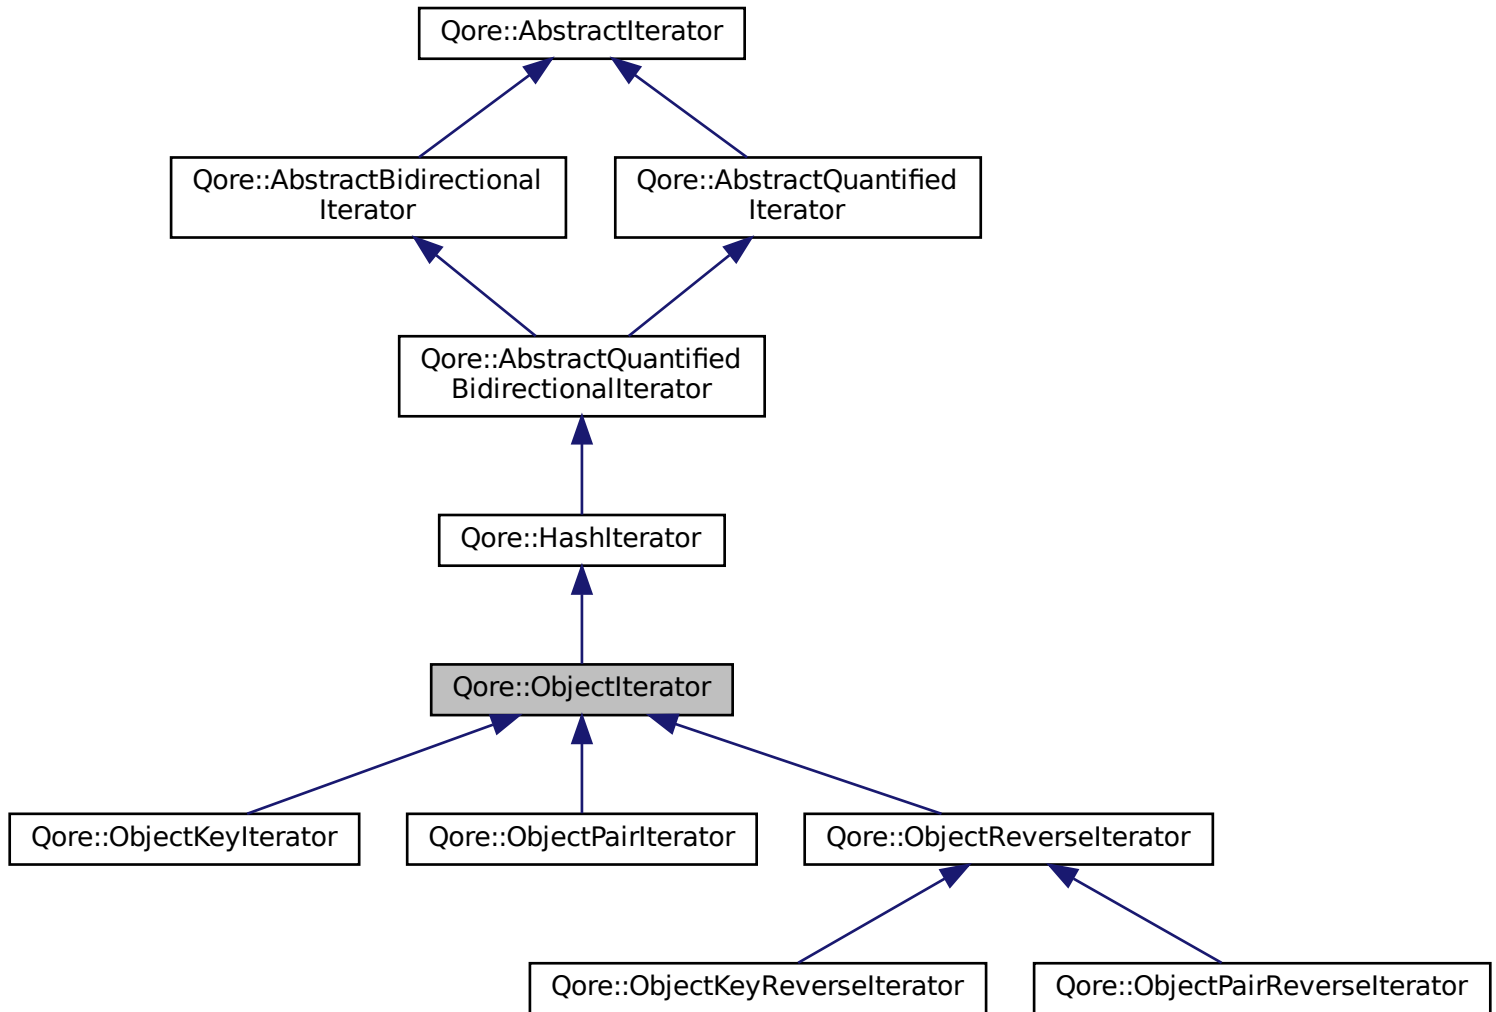 Qore::AbstractIterator
Qore::AbstractBidirectional
Iterator
Qore::AbstractQuantified
Iterator
Qore::AbstractQuantified
BidirectionalIterator
Qore::HashIterator
Qore::ObjectIterator
Qore::ObjectKeyIterator
Qore::ObjectPairIterator
Qore::ObjectReverseIterator
Qore::ObjectKeyReverseIterator
Qore::ObjectPairReverseIterator